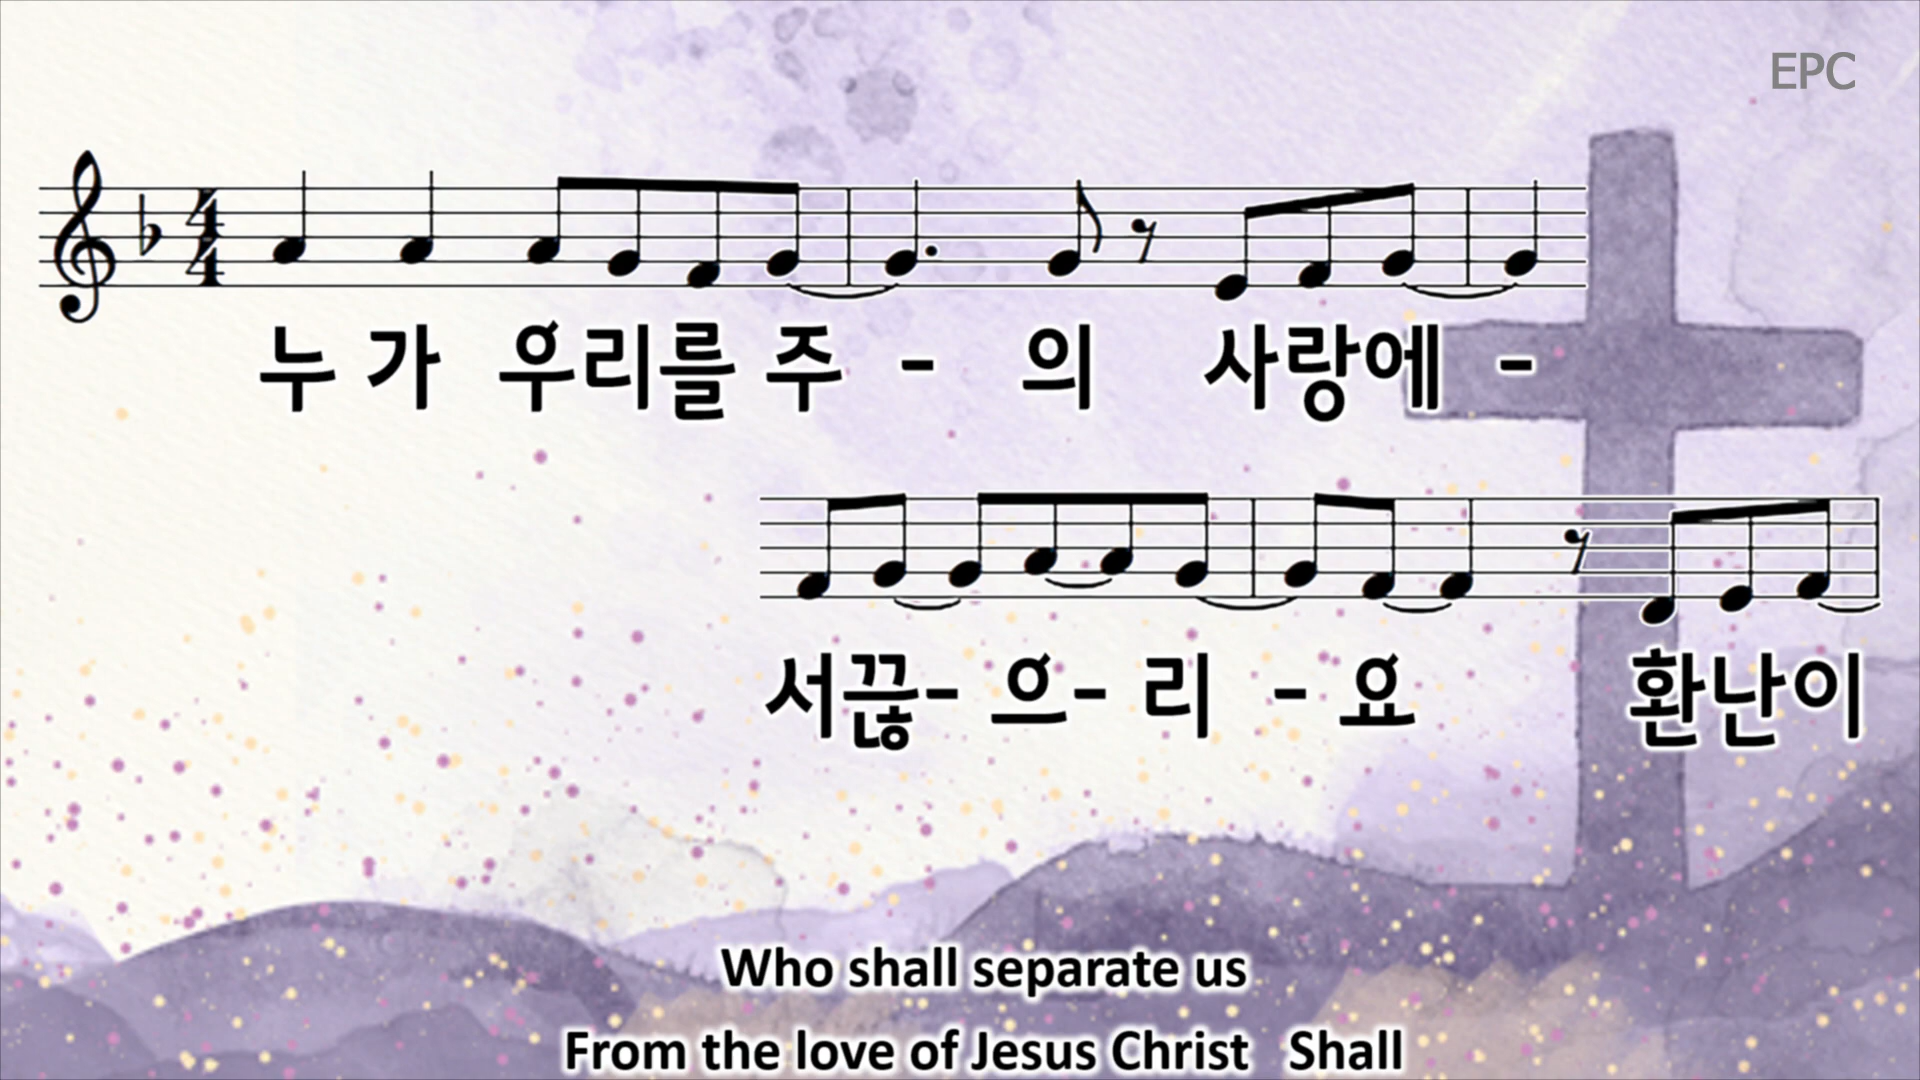 EPC
누 가 우리를 주 - 의 사랑에 -
서끊- 으- 리 - 요 환난이
Who shall separate us
From the love of Jesus Christ Shall